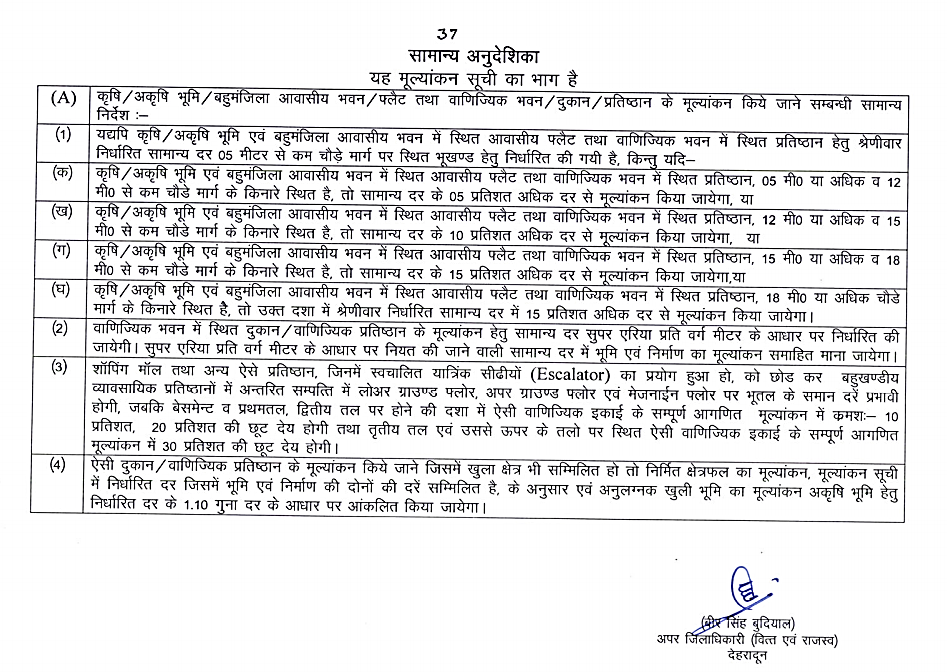 37
सामान्य अनुदेशिका
यह मूल्यांकन सूची का भाग है
(A) कृषि/अकृषि भूमि/बहुमंजिला आवासीय भवन/फ्लैट तथा वाणिज्यिक भवन/दुकान/प्रतिष्ठान के मूल्यांकन किये जाने सम्बन्धी सामान्य
निर्देश :–
(1) यद्यपि कृषि/अकृषि भूमि एवं बहुमंजिला आवासीय भवन में स्थित आवासीय फ्लैट तथा वाणिज्यिक भवन में स्थित प्रतिष्ठान हेतु श्रेणीवार
निर्धारित सामान्य दर 05 मीटर से कम चौड़े मार्ग पर स्थित भूखण्ड हेतु निर्धारित की गयी है, किन्तु यदि–
(क) कृषि/अकृषि भूमि एवं बहुमंजिला आवासीय भवन में स्थित आवासीय फ्लैट तथा वाणिज्यिक भवन में स्थित प्रतिष्ठान, 05 मी0 या अधिक व 12
मी0 से कम चौडे मार्ग के किनारे स्थित है, तो सामान्य दर के 05 प्रतिशत अधिक दर से मूल्यांकन किया जायेगा, या
(ख) कृषि/अकृषि भूमि एवं बहुमंजिला आवासीय भवन में स्थित आवासीय फ्लैट तथा वाणिज्यिक भवन में स्थित प्रतिष्ठान, 12 मी0 या अधिक व 15
मी0 से कम चौडे मार्ग के किनारे स्थित है, तो सामान्य दर के 10 प्रतिशत अधिक दर से मूल्यांकन किया जायेगा, या
(ग) कृषि/अकृषि भूमि एवं बहुमंजिला आवासीय भवन में स्थित आवासीय फ्लैट तथा वाणिज्यिक भवन में स्थित प्रतिष्ठान, 15 मी0 या अधिक व 18
मी0 से कम चौडे मार्ग के किनारे स्थित है, तो सामान्य दर के 15 प्रतिशत अधिक दर से मूल्यांकन किया जायेगा,या
(घ) कृषि/अकृषि भूमि एवं बहुमंजिला आवासीय भवन में स्थित आवासीय फ्लैट तथा वाणिज्यिक भवन में स्थित प्रतिष्ठान, 18 मी0 या अधिक चौडे
मार्ग के किनारे स्थित है, तो उक्त दशा में श्रेणीवार निर्धारित सामान्य दर में 15 प्रतिशत अधिक दर से मूल्यांकन किया जायेगा।
(2) वाणिज्यिक भवन में स्थित दुकान/वाणिज्यिक प्रतिष्ठान के मूल्यांकन हेतु सामान्य दर सुपर एरिया प्रति वर्ग मीटर के आधार पर निर्धारित की
जायेगी। सुपर एरिया प्रति वर्ग मीटर के आधार पर नियत की जाने वाली सामान्य दर में भूमि एवं निर्माण का मूल्यांकन समाहित माना जायेगा।
(3) शॉपिंग मॉल तथा अन्य ऐसे प्रतिष्ठान, जिनमें स्वचालित यात्रिंक सीढीयों (Escalator) का प्रयोग हुआ हो, को छोड कर बहुखण्डीय
व्यावसायिक प्रतिष्ठानों में अन्तरित सम्पत्ति में लोअर ग्राउण्ड फ्लोर, अपर ग्राउण्ड फ्लोर एवं मेजनाईन फ्लोर पर भूतल के समान दरें प्रभावी
होगी, जबकि बेसमेन्ट व प्रथमतल, द्वितीय तल पर होने की दशा में ऐसी वाणिज्यिक इकाई के सम्पूर्ण आगणित मूल्यांकन में क्रमशः– 10
प्रतिशत, 20 प्रतिशत की छूट देय होगी तथा तृतीय तल एवं उससे ऊपर के तलो पर स्थित ऐसी वाणिज्यिक इकाई के सम्पूर्ण आगणित
मूल्यांकन में 30 प्रतिशत की छूट देय होगी।
(4) ऐसी दुकान/वाणिज्यिक प्रतिष्ठान के मूल्यांकन किये जाने जिसमें खुला क्षेत्र भी सम्मिलित हो तो निर्मित क्षेत्रफल का मूल्यांकन, मूल्यांकन सूची
में निर्धारित दर जिसमें भूमि एवं निर्माण की दोनों की दरें सम्मिलित है, के अनुसार एवं अनुलग्नक खुली भूमि का मूल्यांकन अकृषि भूमि हेतु
निर्धारित दर के 1.10 गुना दर के आधार पर आंकलित किया जायेगा।
(बीर सिंह बुदियाल)
अपर जिलाधिकारी (वित्त एवं राजस्व)
देहरादून